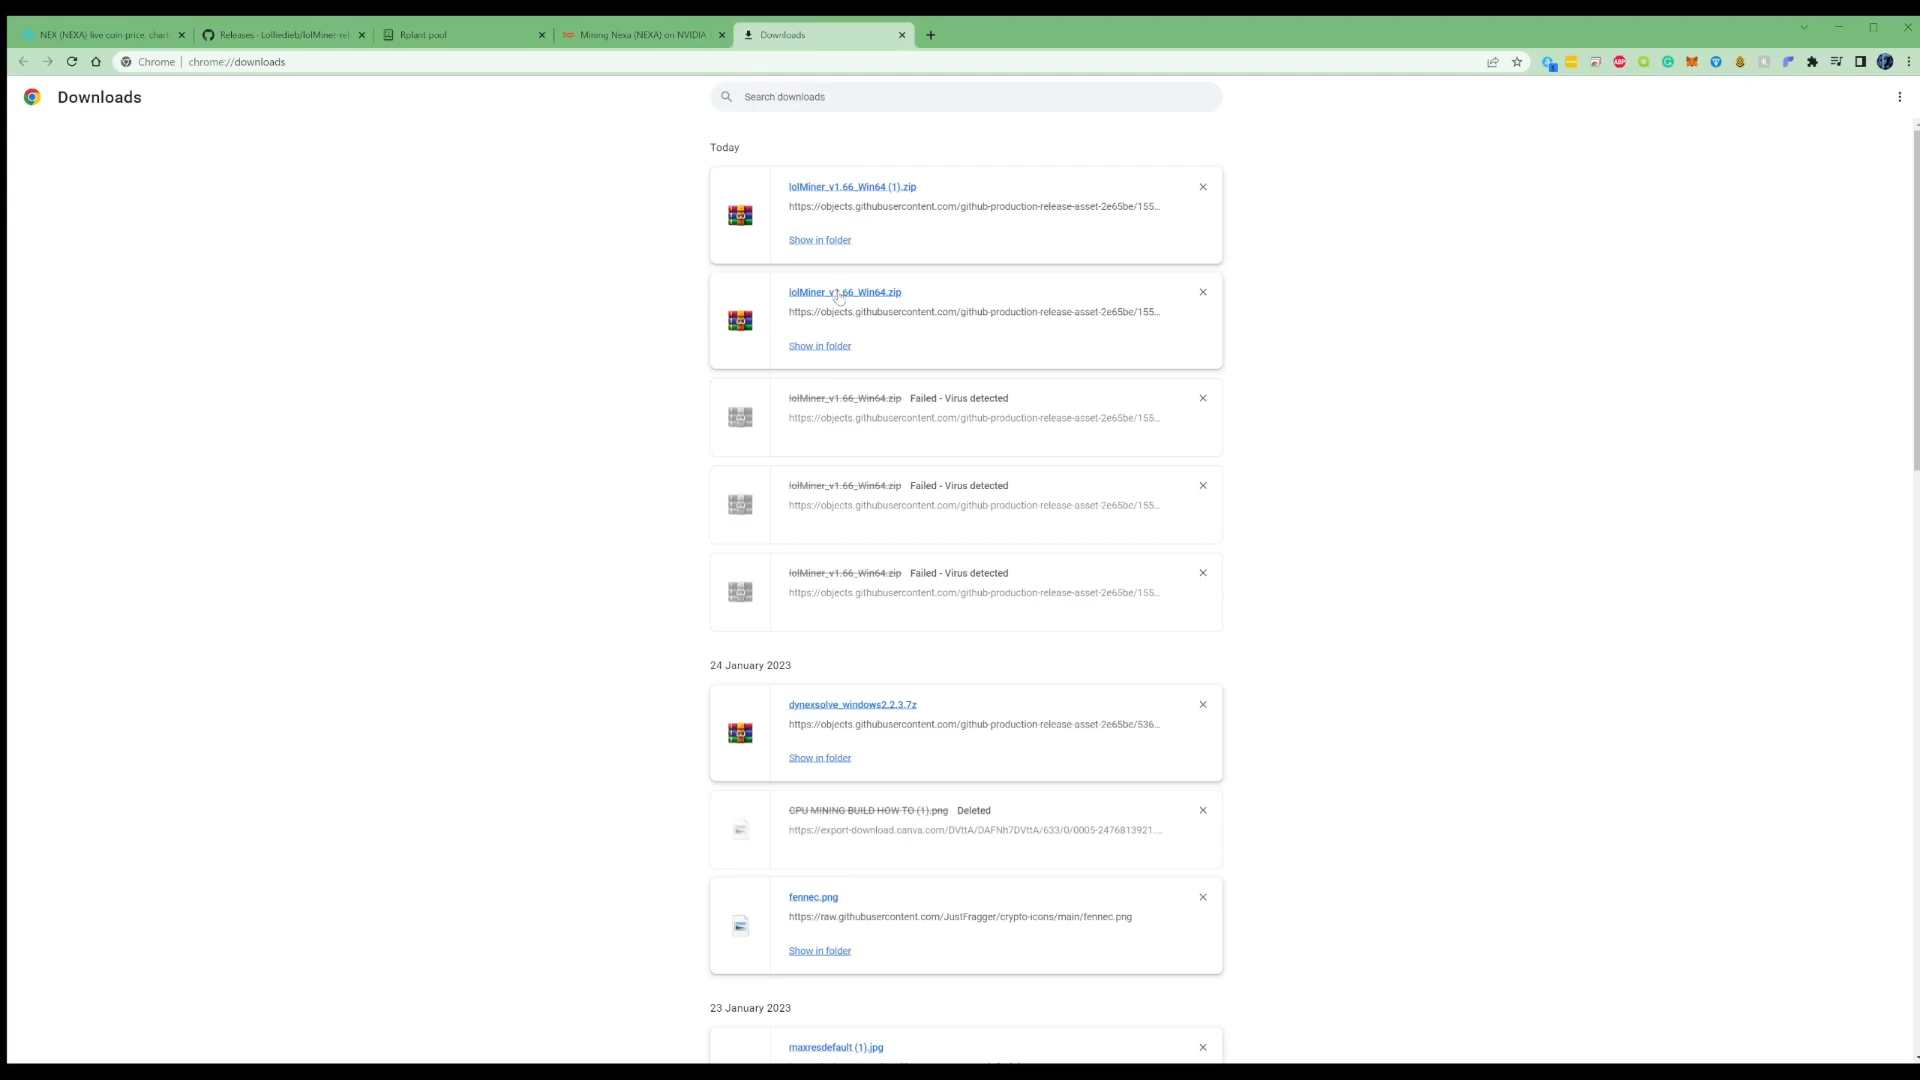 NEX (NEXA) live coin price, chart
Releases · Lolliedieb/lolMiner-rel
Rplant pool
Mining Nexa (NEXA) on NVIDIA
Downloads
Chrome
chrome://downloads
ABP
Downloads
Search downloads
Today
lolMiner_v1.66_Win64 (1).zip
https://objects.githubusercontent.com/github-production-release-asset-2e65be/155...
Show in folder
lolMiner_v1.66_Win64.zip
https://objects.githubusercontent.com/github-production-release-asset-2e65be/155...
Show in folder
lolMiner_v1.66_Win64.zip Failed - Virus detected
https://objects.githubusercontent.com/github-production-release-asset-2e65be/155...
lolMiner_v1.66_Win64.zip Failed - Virus detected
https://objects.githubusercontent.com/github-production-release-asset-2e65be/155...
lolMiner_v1.66_Win64.zip Failed - Virus detected
https://objects.githubusercontent.com/github-production-release-asset-2e65be/155...
24 January 2023
dynexsolve_windows2.2.3.7z
https://objects.githubusercontent.com/github-production-release-asset-2e65be/536...
Show in folder
CPU MINING BUILD HOW TO (1).png Deleted
https://export-download.canva.com/DVttA/DAFNh7DVttA/633/0/0005-2476813921....
fennec.png
https://raw.githubusercontent.com/JustFragger/crypto-icons/main/fennec.png
Show in folder
23 January 2023
maxresdefault (1).jpg